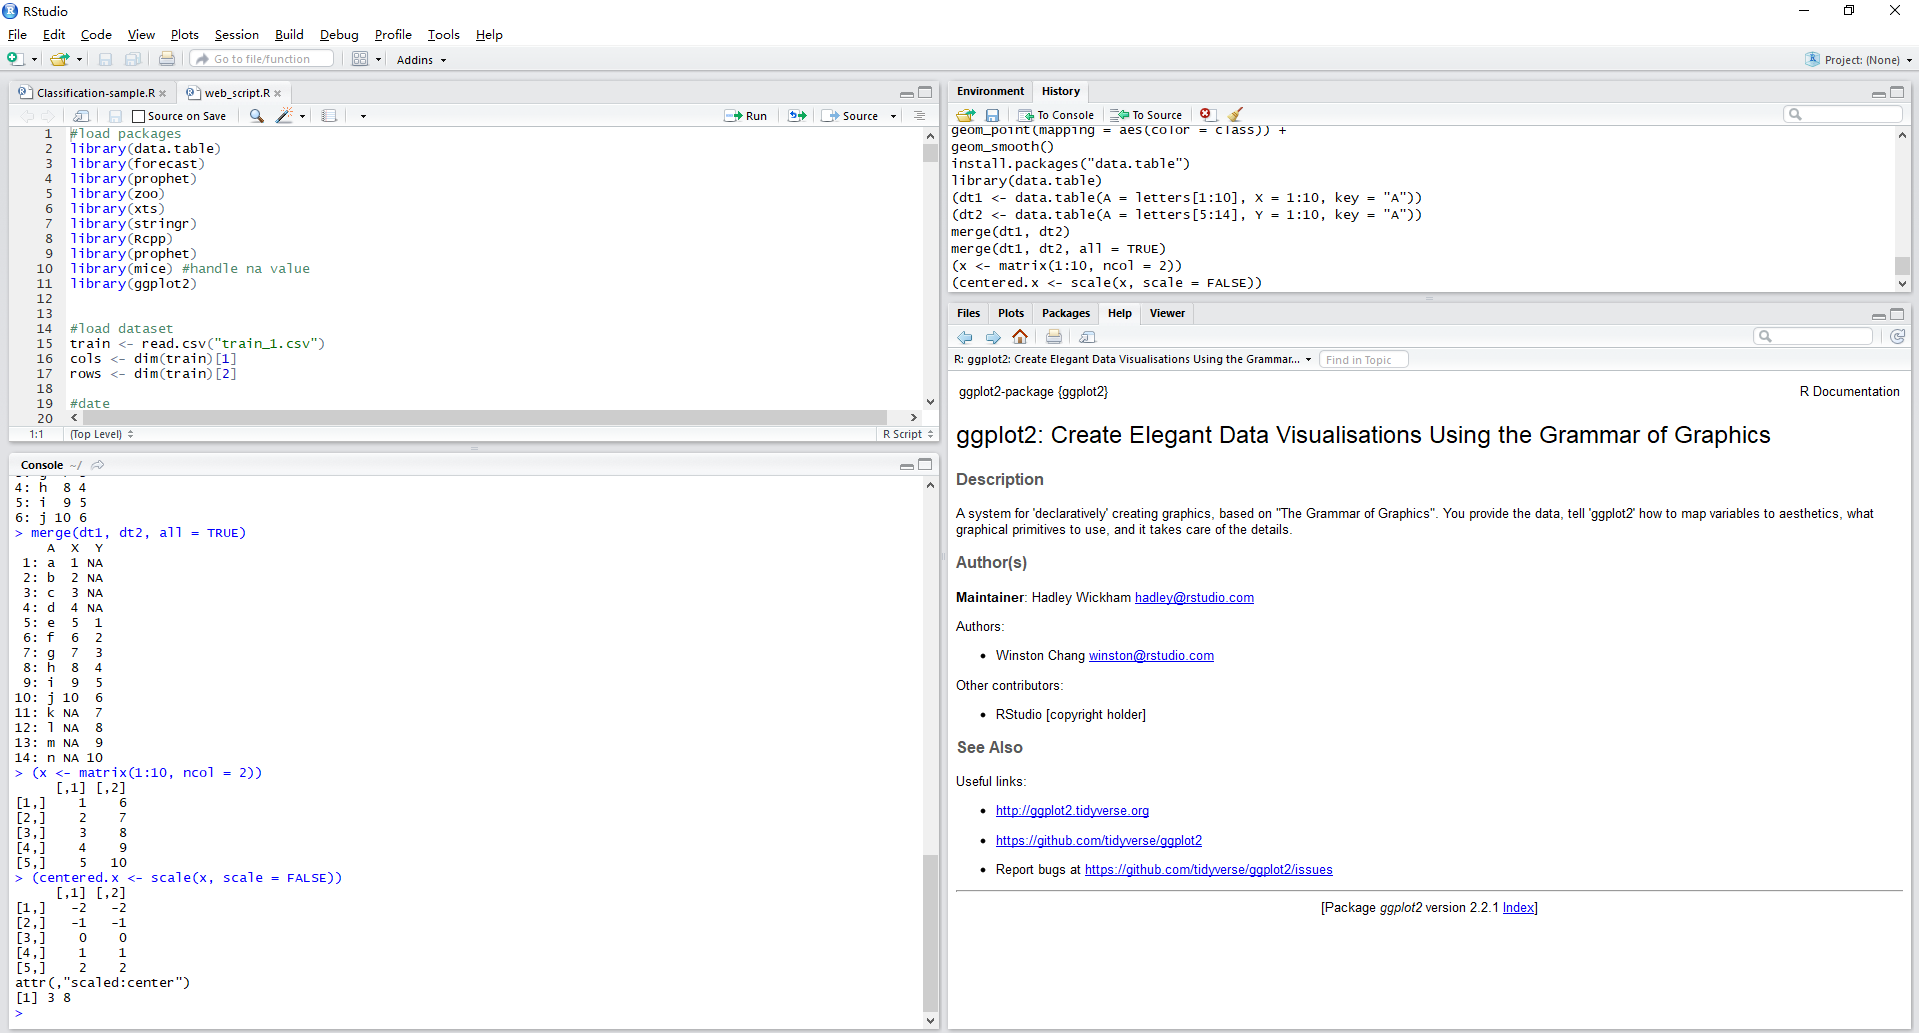 RStudio
File Edit Code View Plots Session Build Debug Profile Tools Help
Go to file/function Addins Project: (None)
Classification-sample.R web_script.R
Source on Save Run Source
1 #load packages
2 library(data.table)
3 library(forecast)
4 library(prophet)
5 library(zoo)
6 library(xts)
7 library(stringr)
8 library(Rcpp)
9 library(prophet)
10 library(mice) #handle na value
11 library(ggplot2)
12
13
14 #load dataset
15 train <- read.csv("train_1.csv")
16 cols <- dim(train)[1]
17 rows <- dim(train)[2]
18
19 #date
20
1:1 (Top Level) R Script
Console ~/
4: h 8 4
5: i 9 5
6: j 10 6
> merge(dt1, dt2, all = TRUE)
A X Y
1: a 1 NA
2: b 2 NA
3: c 3 NA
4: d 4 NA
5: e 5 1
6: f 6 2
7: g 7 3
8: h 8 4
9: i 9 5
10: j 10 6
11: k NA 7
12: l NA 8
13: m NA 9
14: n NA 10
> (x <- matrix(1:10, ncol = 2))
[,1] [,2]
[1,] 1 6
[2,] 2 7
[3,] 3 8
[4,] 4 9
[5,] 5 10
> (centered.x <- scale(x, scale = FALSE))
[,1] [,2]
[1,] -2 -2
[2,] -1 -1
[3,] 0 0
[4,] 1 1
[5,] 2 2
attr(,"scaled:center")
[1] 3 8
>
Environment History
To Console To Source
geom_point(mapping = aes(color = class)) +
geom_smooth()
install.packages("data.table")
library(data.table)
(dt1 <- data.table(A = letters[1:10], X = 1:10, key = "A"))
(dt2 <- data.table(A = letters[5:14], Y = 1:10, key = "A"))
merge(dt1, dt2)
merge(dt1, dt2, all = TRUE)
(x <- matrix(1:10, ncol = 2))
(centered.x <- scale(x, scale = FALSE))
Files Plots Packages Help Viewer
R: ggplot2: Create Elegant Data Visualisations Using the Grammar... Find in Topic
ggplot2-package {ggplot2} R Documentation
ggplot2: Create Elegant Data Visualisations Using the Grammar of Graphics
Description
A system for 'declaratively' creating graphics, based on "The Grammar of Graphics". You provide the data, tell 'ggplot2' how to map variables to aesthetics, what
graphical primitives to use, and it takes care of the details.
Author(s)
Maintainer: Hadley Wickham hadley@rstudio.com
Authors:
• Winston Chang winston@rstudio.com
Other contributors:
• RStudio [copyright holder]
See Also
Useful links:
• http://ggplot2.tidyverse.org
• https://github.com/tidyverse/ggplot2
• Report bugs at https://github.com/tidyverse/ggplot2/issues
[Package ggplot2 version 2.2.1 Index]